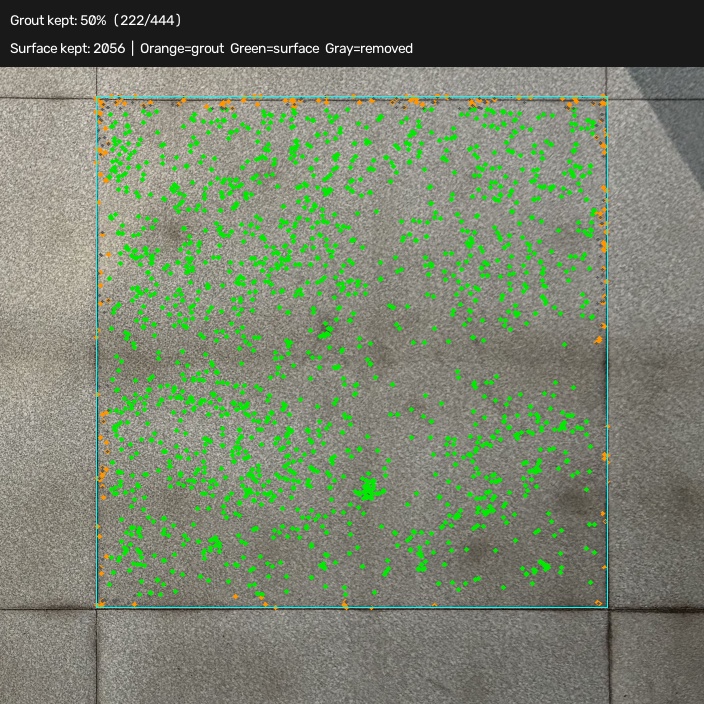 Grout kept: 50% (222/444)
Surface kept: 2056 | Orange=grout Green=surface Gray=removed